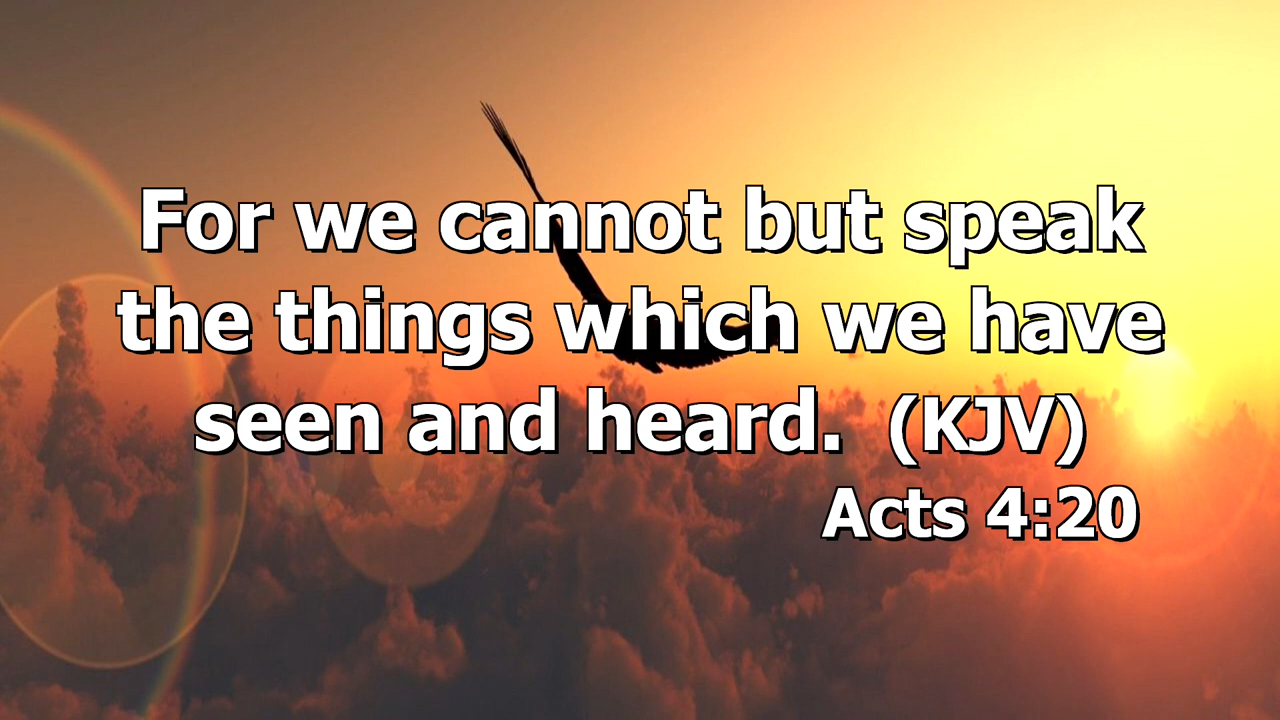 For we cannot but speak
the things which we have
seen and heard. (KJV)
Acts 4:20